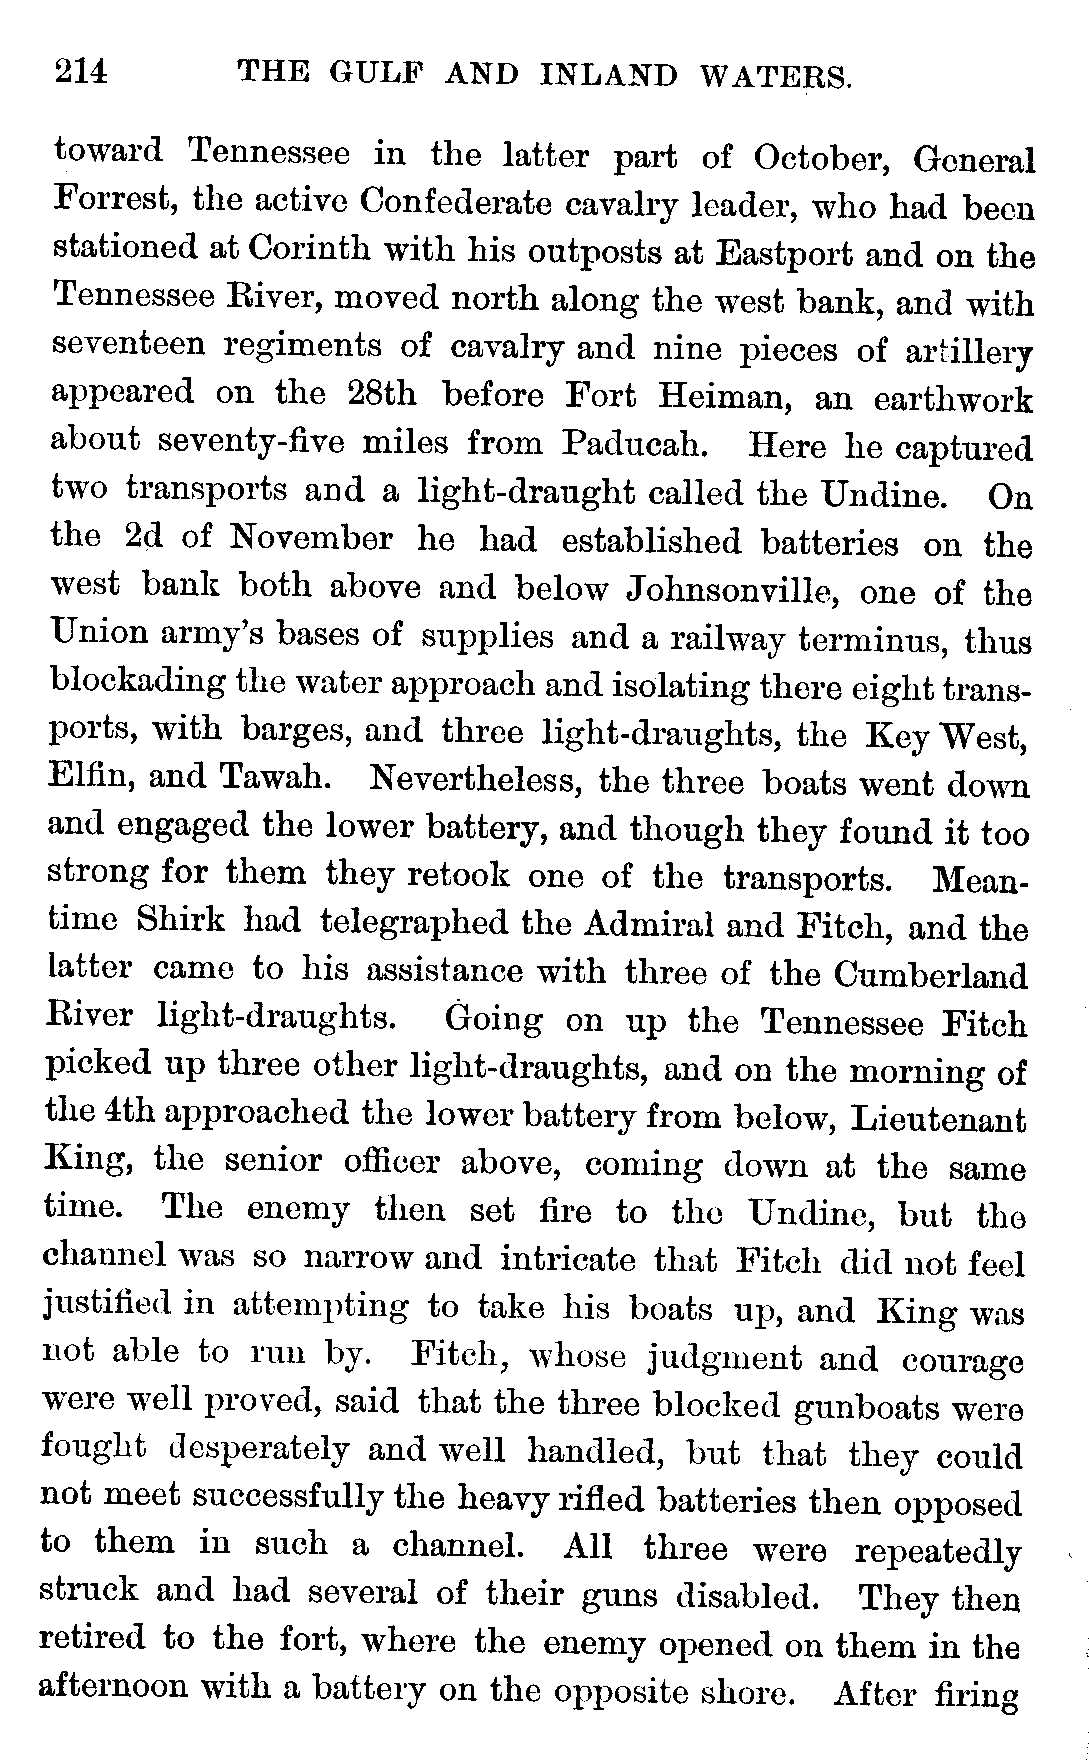 214 THE GULF AND INLAND WATERS.
toward Tennessee in the latter part of October, General
Forrest, the active Confederate cavalry leader, who had been
stationed at Corinth with his outposts at Eastport and on the
Tennessee River, moved north along the west bank, and with
seventeen regiments of cavalry and nine pieces of artillery
appeared on the 28th before Fort Heiman, an earthwork
about seventy-five miles from Paducah. Here he captured
two transports and a light-draught called the Undine. On
the 2d of November he had established batteries on the
west bank both above and below Johnsonville, one of the
Union army's bases of supplies and a railway terminus, thus
blockading the water approach and isolating there eight trans-
ports, with barges, and three light-draughts, the Key West,
Elfin, and Tawah. Nevertheless, the three boats went down
and engaged the lower battery, and though they found it too
strong for them they retook one of the transports. Mean-
time Shirk had telegraphed the Admiral and Fitch, and the
latter came to his assistance with three of the Cumberland
River light-draughts. Going on up the Tennessee Fitch
picked up three other light-draughts, and on the morning of
the 4th approached the lower battery from below, Lieutenant
King, the senior officer above, coming down at the same
time. The enemy then set fire to the Undine, but the
channel was so narrow and intricate that Fitch did not feel
justified in attempting to take his boats up, and King was
not able to run by. Fitch, whose judgment and courage
were well proved, said that the three blocked gunboats were
fought desperately and well handled, but that they could
not meet successfully the heavy rifled batteries then opposed
to them in such a channel. All three were repeatedly
struck and had several of their guns disabled. They then
retired to the fort, where the enemy opened on them in the
afternoon with a battery on the opposite shore. After firing